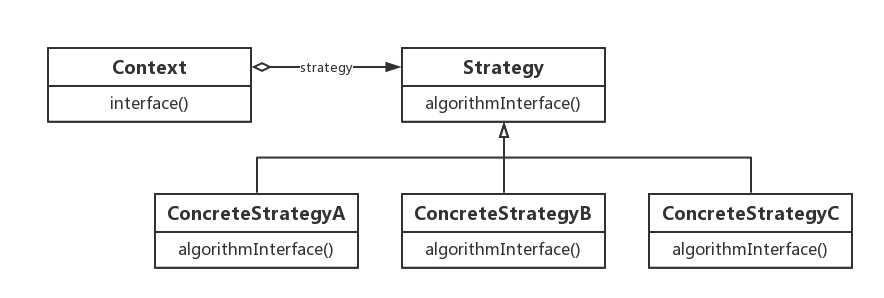 Context
interface()
strategy
Strategy
algorithmInterface()
ConcreteStrategyA
algorithmInterface()
ConcreteStrategyB
algorithmInterface()
ConcreteStrategyC
algorithmInterface()